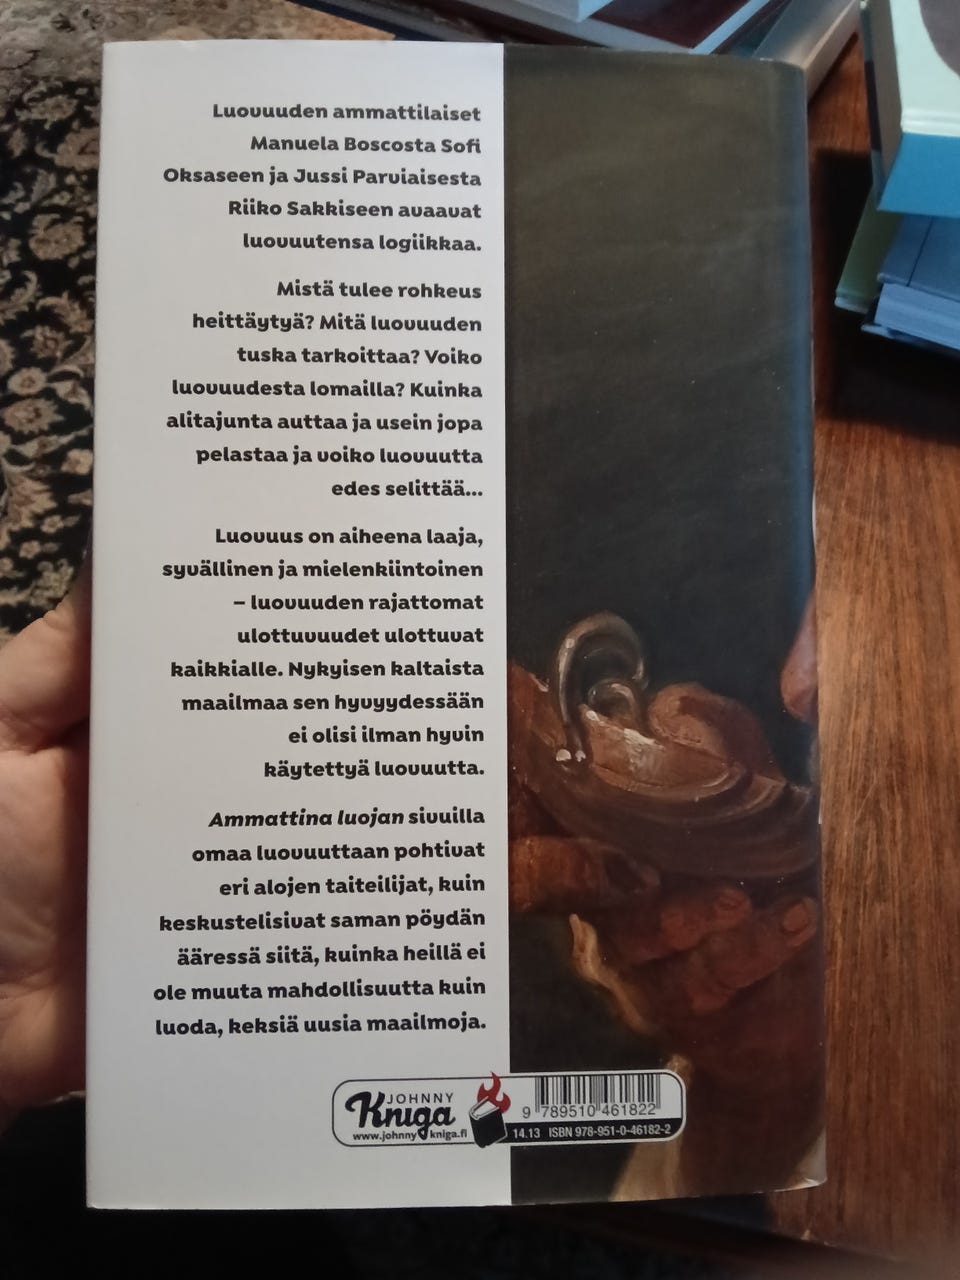 Luovuuden ammattilaiset
Manuela Boscosta Sofi
Oksaseen ja Jussi Parviaisesta
Riiko Sakkiseen avaavat
luovuutensa logiikkaa.
Mistä tulee rohkeus
heittäytyä? Mitä luovuuden
tuska tarkoittaa? Voiko
luovuudesta lomailla? Kuinka
alitajunta auttaa ja usein jopa
pelastaa ja voiko luovuutta
edes selittää...
Luovuus on aiheena laaja,
syvällinen ja mielenkiintoinen
– luovuuden rajattomat
ulottuvuudet ulottuvat
kaikkialle. Nykyisen kaltaista
maailmaa sen hyvyydessään
ei olisi ilman hyvin
käytettyä luovuutta.
Ammattina luojan sivuilla
omaa luovuuttaan pohtivat
eri alojen taiteilijat, kuin
keskustelisivat saman pöydän
ääressä siitä, kuinka heillä ei
ole muuta mahdollisuutta kuin
luoda, keksiä uusia maailmoja.
JOHNNY
Kniga
www.johnnykniga.fi
9 789510 461822
14.13 ISBN 978-951-0-46182-2